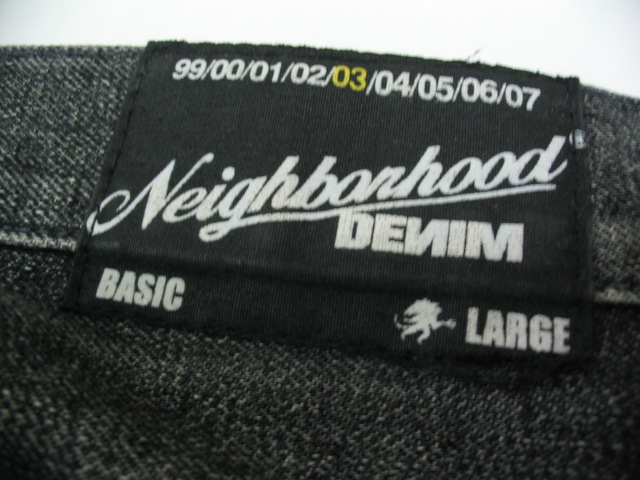 99/00/01/02/03/04/05/06/07
Neighborhood
DENIM
BASIC
LARGE